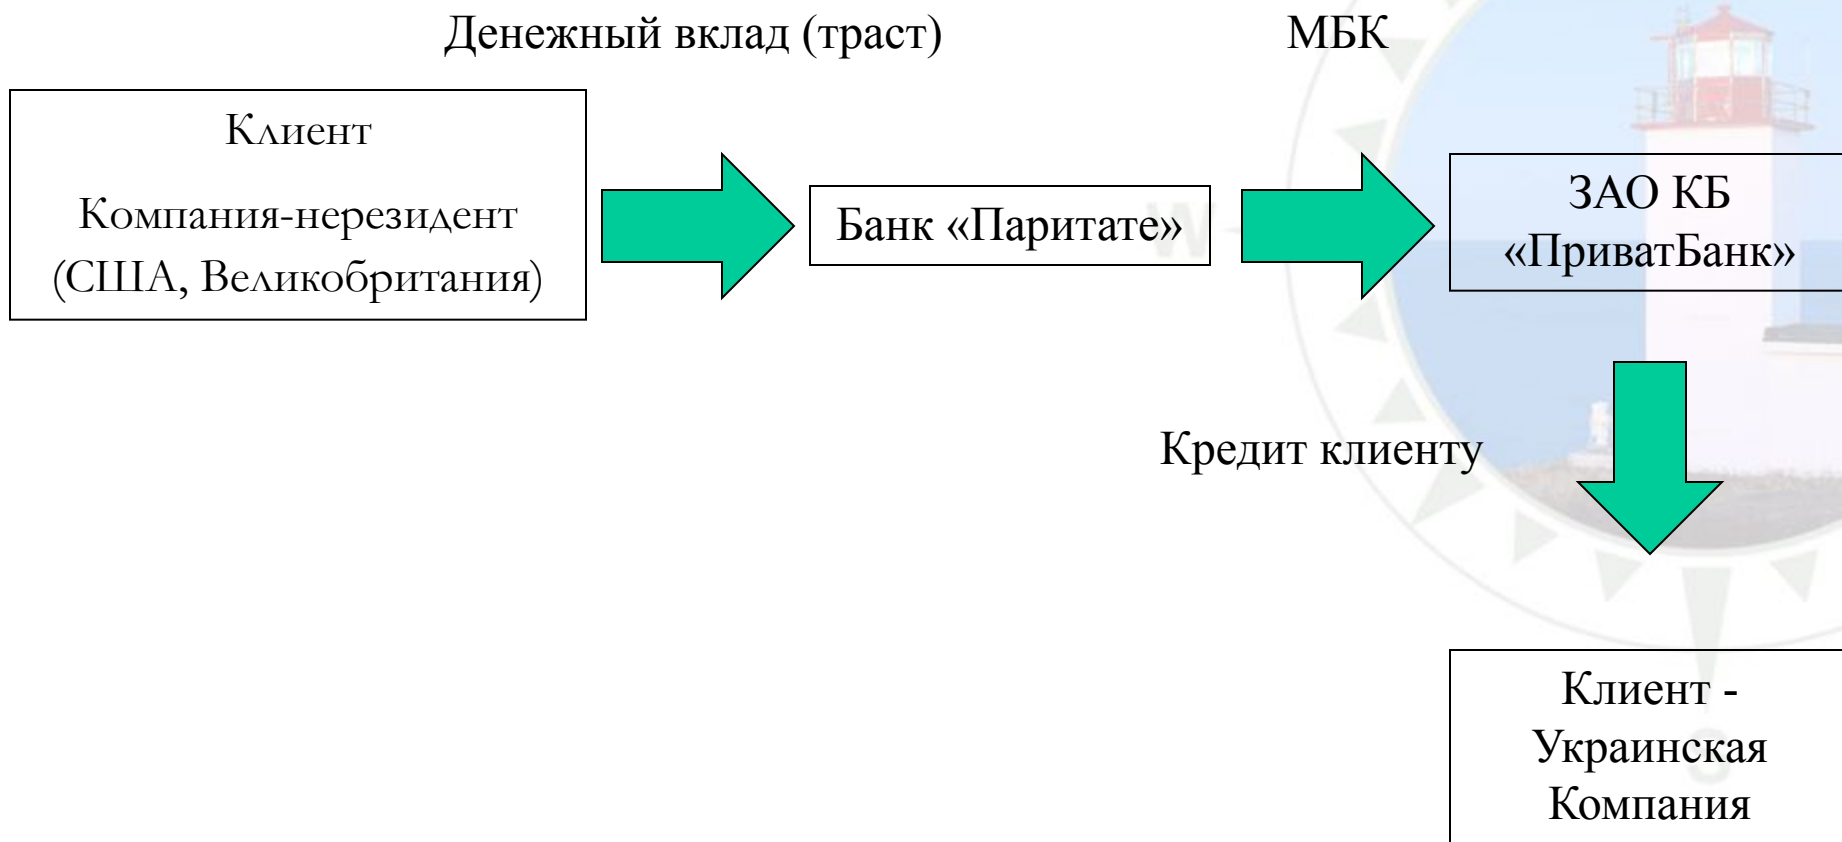 Денежный вклад (траст)
МБК
Клиент
Компания-нерезидент
(США, Великобритания)
Банк «Паритате»
W
ЗАО КБ
«ПриватБанк»
Кредит клиенту
Клиент -
Украинская
Компания
S